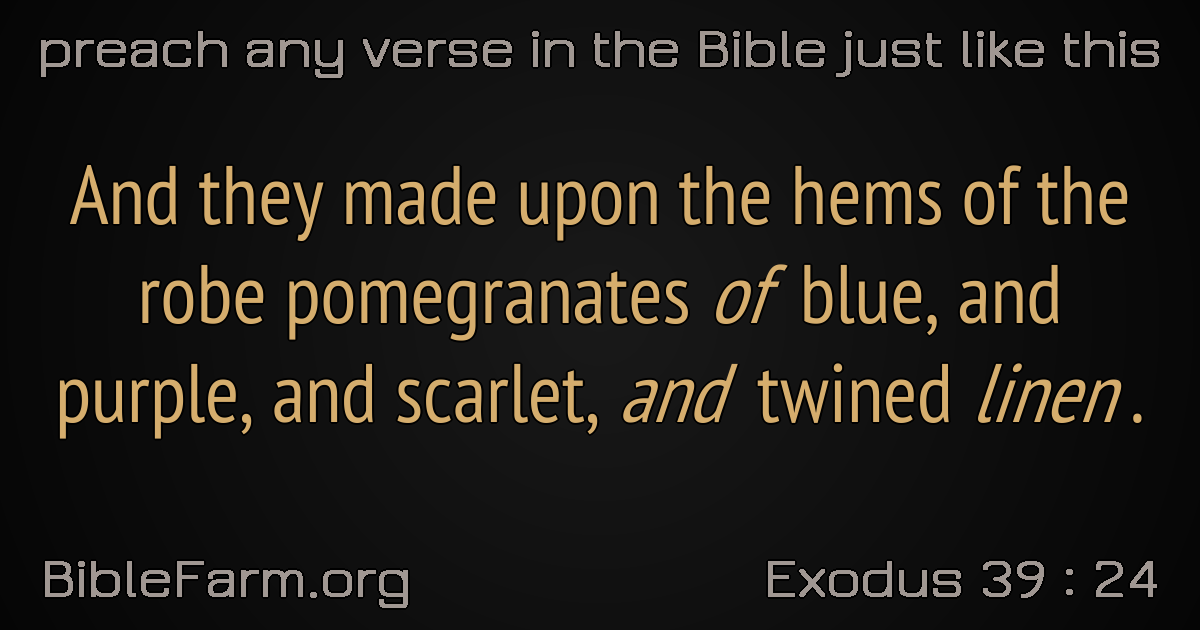 preach any verse in the Bible just like this
And they made upon the hems of the
robe pomegranates of blue, and
purple, and scarlet, and twined linen .
BibleFarm.org
Exodus 39 : 24